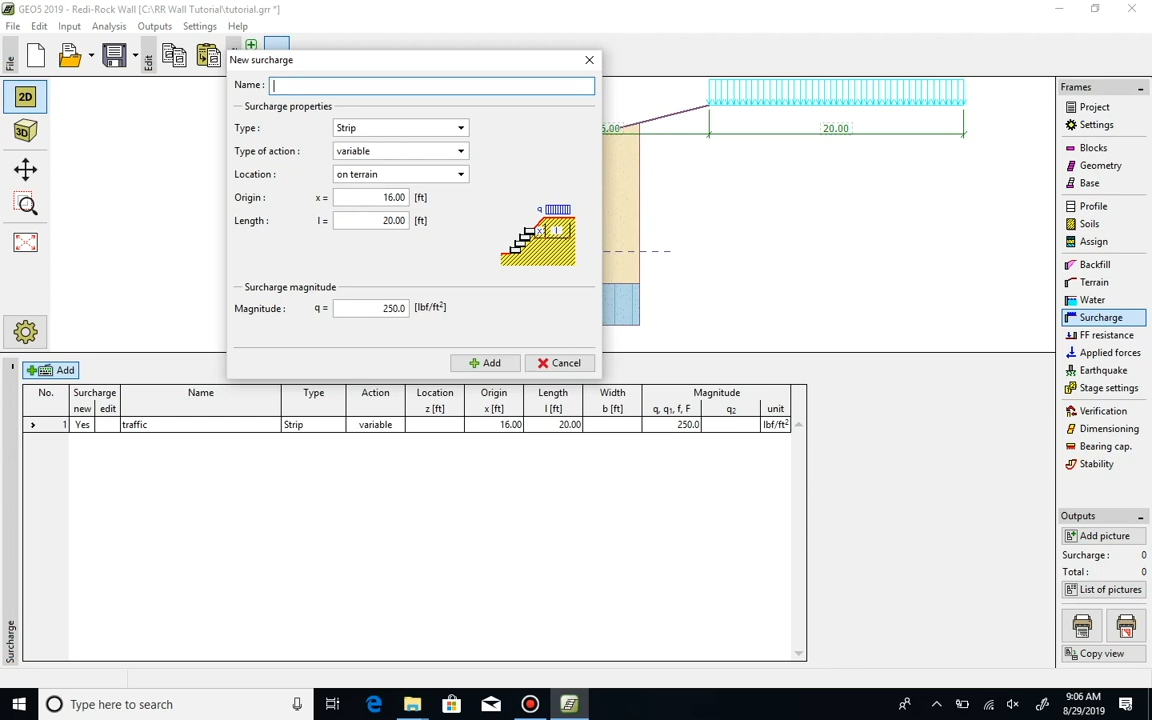 GEO5 2019 - Redi-Rock Wall [C:\RR Wall Tutorial\tutorial.grr *]
File Edit Input Analysis Outputs Settings Help
File
Edit
2D
3D
New surcharge
Name :
Surcharge properties
Type : Strip
Type of action : variable
Location : on terrain
Origin : x = 16.00 [ft]
Length : l = 20.00 [ft]
q
x l
Surcharge magnitude
Magnitude : q = 250.0 [lbf/ft²]
Add Cancel
5.00 20.00
Frames
Project
Settings
Blocks
Geometry
Base
Profile
Soils
Assign
Backfill
Terrain
Water
Surcharge
FF resistance
Applied forces
Earthquake
Stage settings
Verification
Dimensioning
Bearing cap.
Stability
Add
No. Surcharge Name Type Action Location Origin Length Width Magnitude
new edit z [ft] x [ft] l [ft] b [ft] q, q₁, f, F q₂ unit
1 Yes traffic Strip variable 16.00 20.00 250.0 lbf/ft²
Surcharge
Outputs
Add picture
Surcharge : 0
Total : 0
List of pictures
Copy view
Type here to search
9:06 AM
8/29/2019